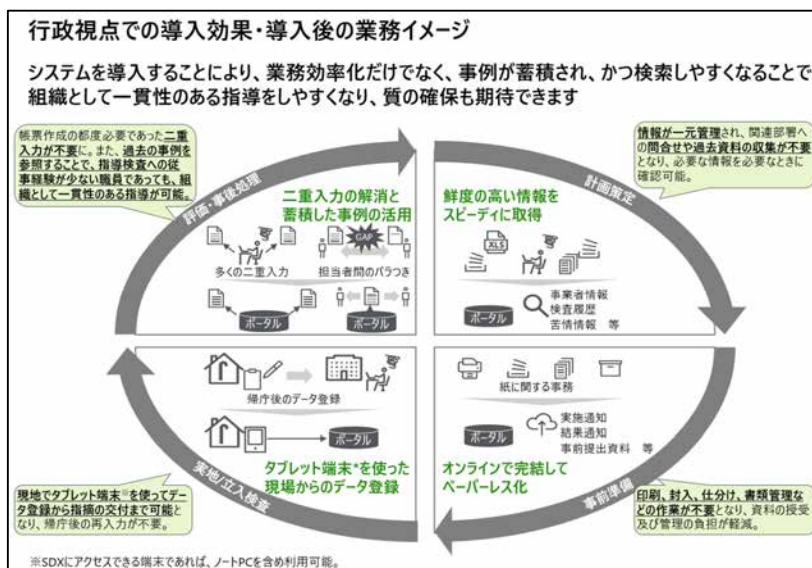 行政視点での導入効果・導入後の業務イメージ
システムを導入することにより、業務効率化だけでなく、事例が蓄積され、かつ検索しやすくなることで
組織として一貫性のある指導をしやすくなり、質の確保も期待できます
帳票作成の都度必要であった二重
入力が不要に。また、過去の事例を
参照することで、指導検査への従
事経験が少ない職員であっても、組
織として一貫性のある指導が可能。
評価・事後処理
二重入力の解消と
蓄積した事例の活用
GAP
多くの二重入力
担当者間のバラつき
ポータル
ポータル
情報が一元管理され、関連部署へ
の問合せや過去資料の収集が不要
となり、必要な情報を必要なときに
確認可能。
計画策定
鮮度の高い情報を
スピーディに取得
XLS
ポータル
事業者情報
検査履歴
苦情情報 等
帰庁後のデータ登録
ポータル
タブレット端末*を使った
現場からのデータ登録
実地/立入検査
現地でタブレット端末※を使ってデー
タ登録から指摘の交付まで可能と
なり、帰庁後の再入力が不要。
紙に関する事務
ポータル
実施通知
結果通知
事前提出資料 等
オンラインで完結して
ペーパーレス化
事前準備
印刷、封入、仕分け、書類管理な
どの作業が不要となり、資料の授受
及び管理の負担が軽減。
※SDXにアクセスできる端末であれば、ノートPCを含め利用可能。